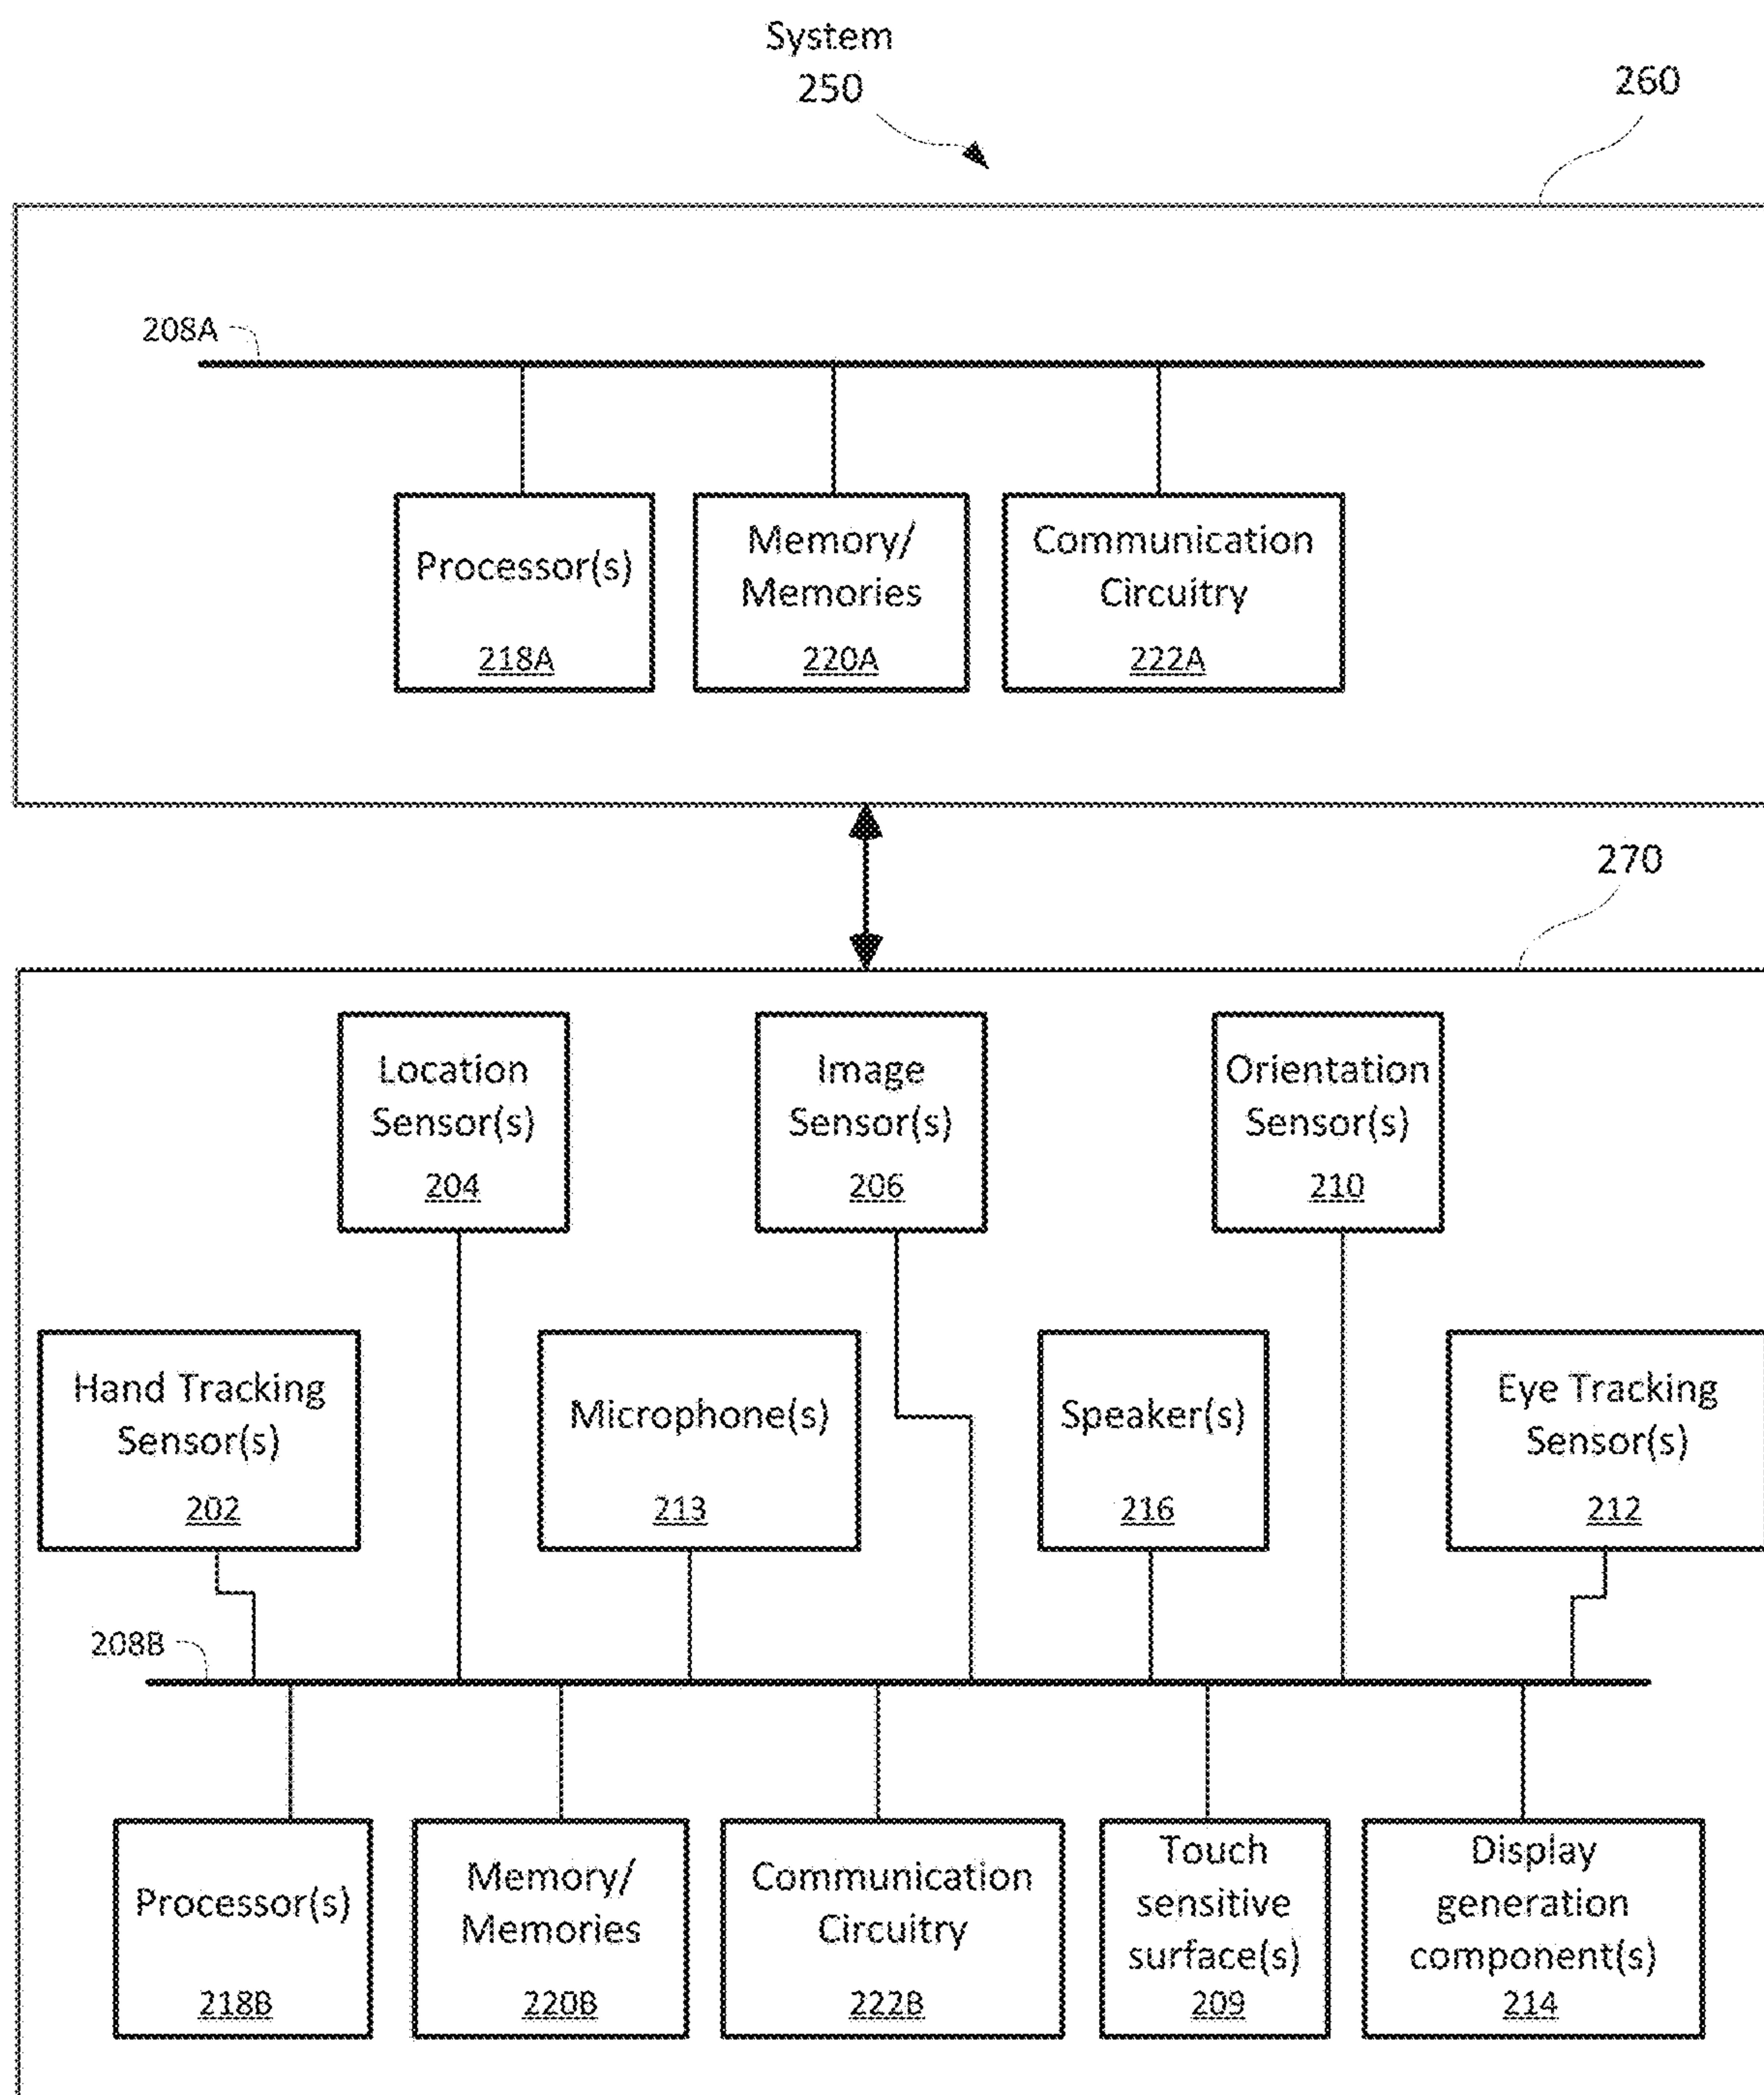 System
250
260
208A
Processor(s)
218A
Memory/
Memories
220A
Communication
Circuitry
222A
270
Location
Sensor(s)
204
Image
Sensor(s)
206
Orientation
Sensor(s)
210
Hand Tracking
Sensor(s)
202
Microphone(s)
213
Speaker(s)
216
Eye Tracking
Sensor(s)
212
208B
Processor(s)
218B
Memory/
Memories
220B
Communication
Circuitry
222B
Touch
sensitive
surface(s)
209
Display
generation
component(s)
214